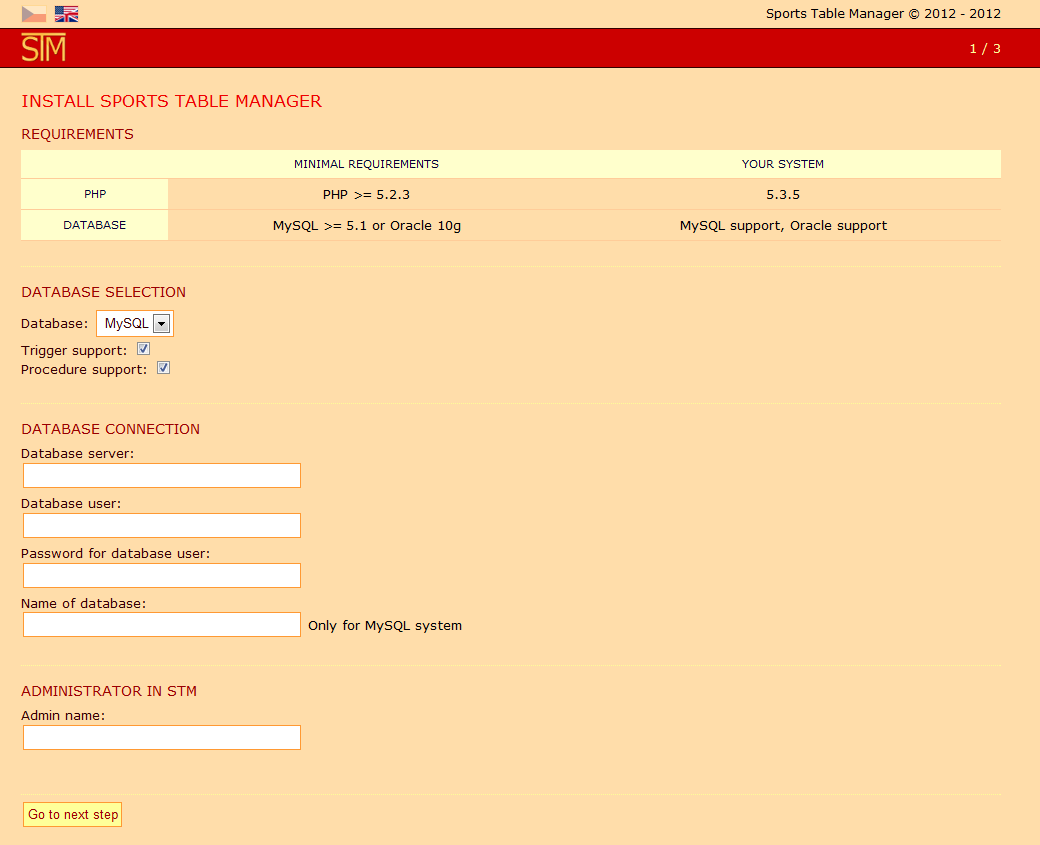 Sports Table Manager © 2012 - 2012
STM
1 / 3
INSTALL SPORTS TABLE MANAGER
REQUIREMENTS
MINIMAL REQUIREMENTS YOUR SYSTEM
PHP PHP >= 5.2.3 5.3.5
DATABASE MySQL >= 5.1 or Oracle 10g MySQL support, Oracle support
DATABASE SELECTION
Database: MySQL
Trigger support:
Procedure support:
DATABASE CONNECTION
Database server:
Database user:
Password for database user:
Name of database:
Only for MySQL system
ADMINISTRATOR IN STM
Admin name:
Go to next step